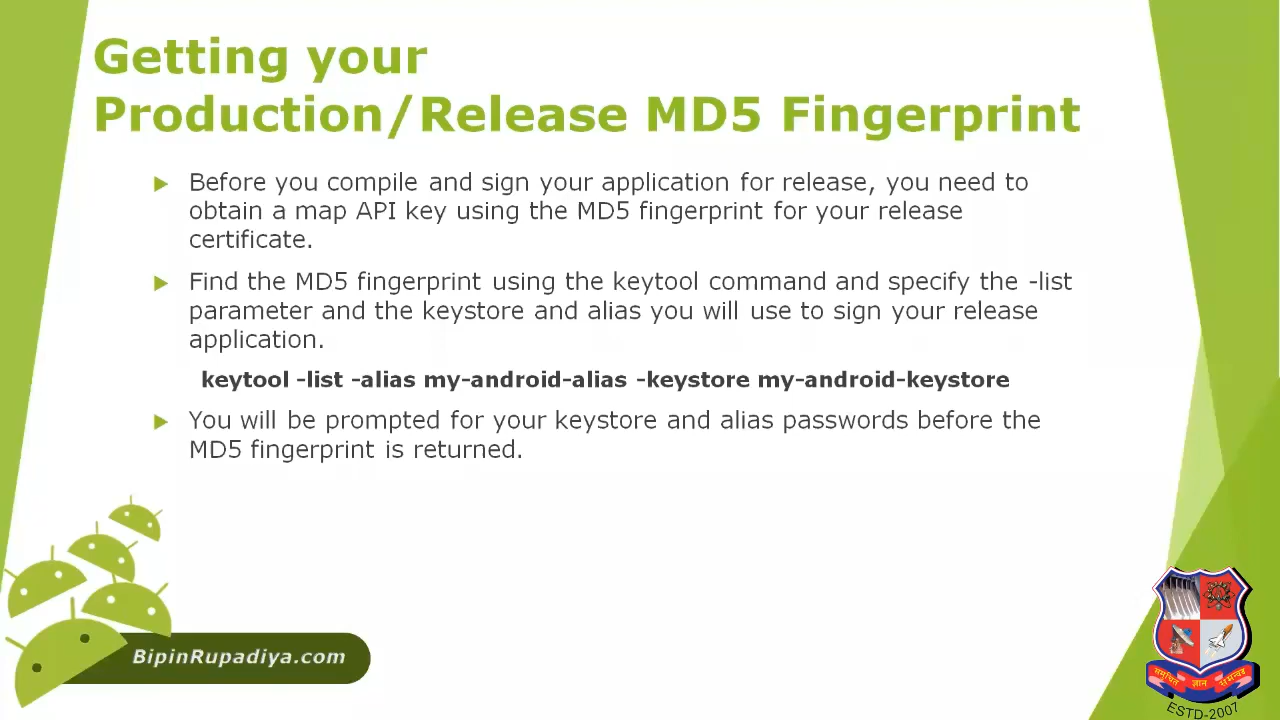 Getting your
Production/Release MD5 Fingerprint
Before you compile and sign your application for release, you need to
obtain a map API key using the MD5 fingerprint for your release
certificate.
Find the MD5 fingerprint using the keytool command and specify the -list
parameter and the keystore and alias you will use to sign your release
application.
keytool -list -alias my-android-alias -keystore my-android-keystore
You will be prompted for your keystore and alias passwords before the
MD5 fingerprint is returned.
BipinRupadiya.com
समुचित ज्ञान समन्वय
ESTD-2007